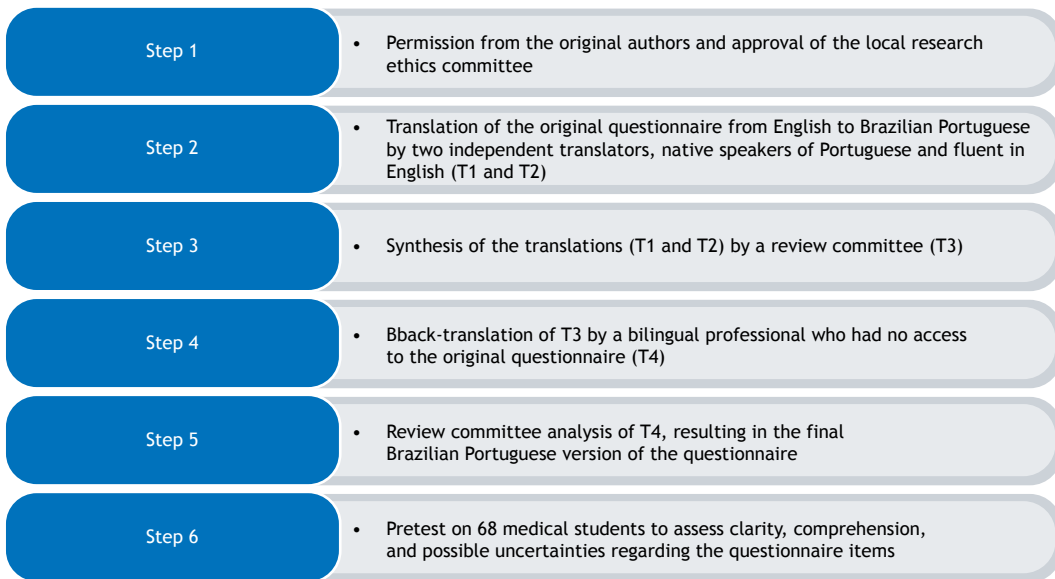 Step 1
• Permission from the original authors and approval of the local research
ethics committee
Step 2
• Translation of the original questionnaire from English to Brazilian Portuguese
by two independent translators, native speakers of Portuguese and fluent in
English (T1 and T2)
Step 3
• Synthesis of the translations (T1 and T2) by a review committee (T3)
Step 4
• Bback-translation of T3 by a bilingual professional who had no access
to the original questionnaire (T4)
Step 5
• Review committee analysis of T4, resulting in the final
Brazilian Portuguese version of the questionnaire
Step 6
• Pretest on 68 medical students to assess clarity, comprehension,
and possible uncertainties regarding the questionnaire items